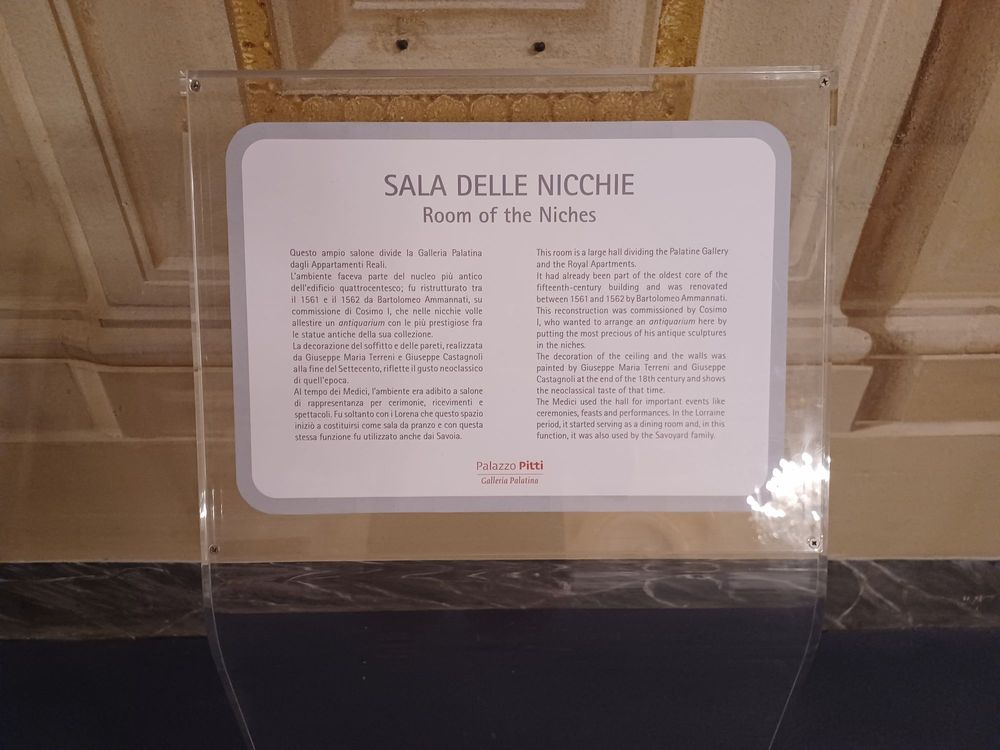 SALA DELLE NICCHIE
Room of the Niches
Questo ampio salone divide la Galleria Palatina
dagli Appartamenti Reali.
L'ambiente faceva parte del nucleo più antico
dell'edificio quattrocentesco; fu ristrutturato tra
il 1561 e il 1562 da Bartolomeo Ammannati, su
commissione di Cosimo I, che nelle nicchie volle
allestire un antiquarium con le più prestigiose fra
le statue antiche della sua collezione.
La decorazione del soffitto e delle pareti, realizzata
da Giuseppe Maria Terreni e Giuseppe Castagnoli
alla fine del Settecento, riflette il gusto neoclassico
di quell'epoca.
Al tempo dei Medici, l'ambiente era adibito a salone
di rappresentanza per cerimonie, ricevimenti e
spettacoli. Fu soltanto con i Lorena che questo spazio
iniziò a costituirsi come sala da pranzo e con questa
stessa funzione fu utilizzato anche dai Savoia.
This room is a large hall dividing the Palatine Gallery
and the Royal Apartments.
It had already been part of the oldest core of the
fifteenth-century building and was renovated
between 1561 and 1562 by Bartolomeo Ammannati.
This reconstruction was commissioned by Cosimo
I, who wanted to arrange an antiquarium here by
putting the most precious of his antique sculptures
in the niches.
The decoration of the ceiling and the walls was
painted by Giuseppe Maria Terreni and Giuseppe
Castagnoli at the end of the 18th century and shows
the neoclassical taste of that time.
The Medici used the hall for important events like
ceremonies, feasts and performances. In the Lorraine
period, it started serving as a dining room and, in this
function, it was also used by the Savoyard family.
Palazzo Pitti
Galleria Palatina